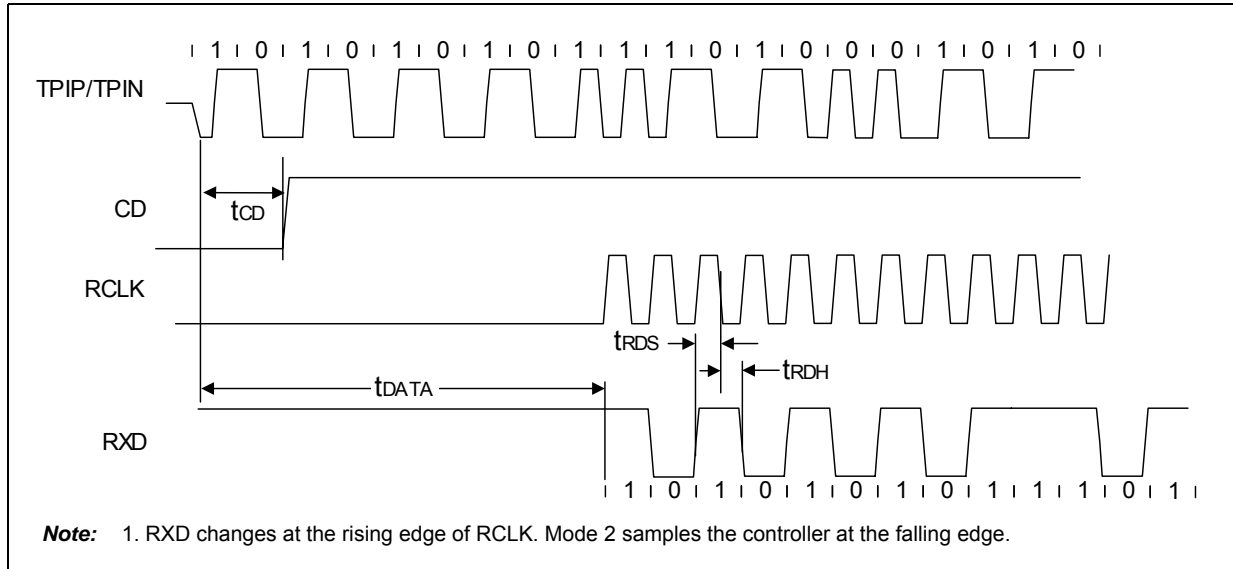 1 0 1 0 1 0 1 0 1 1 1 0 1 0 0 0 1 0 1 0
TPIP/TPIN
CD
tCD
RCLK
tRDS
tRDH
tDATA
RXD
1 0 1 0 1 0 1 0 1 1 1 0 1
Note: 1. RXD changes at the rising edge of RCLK. Mode 2 samples the controller at the falling edge.